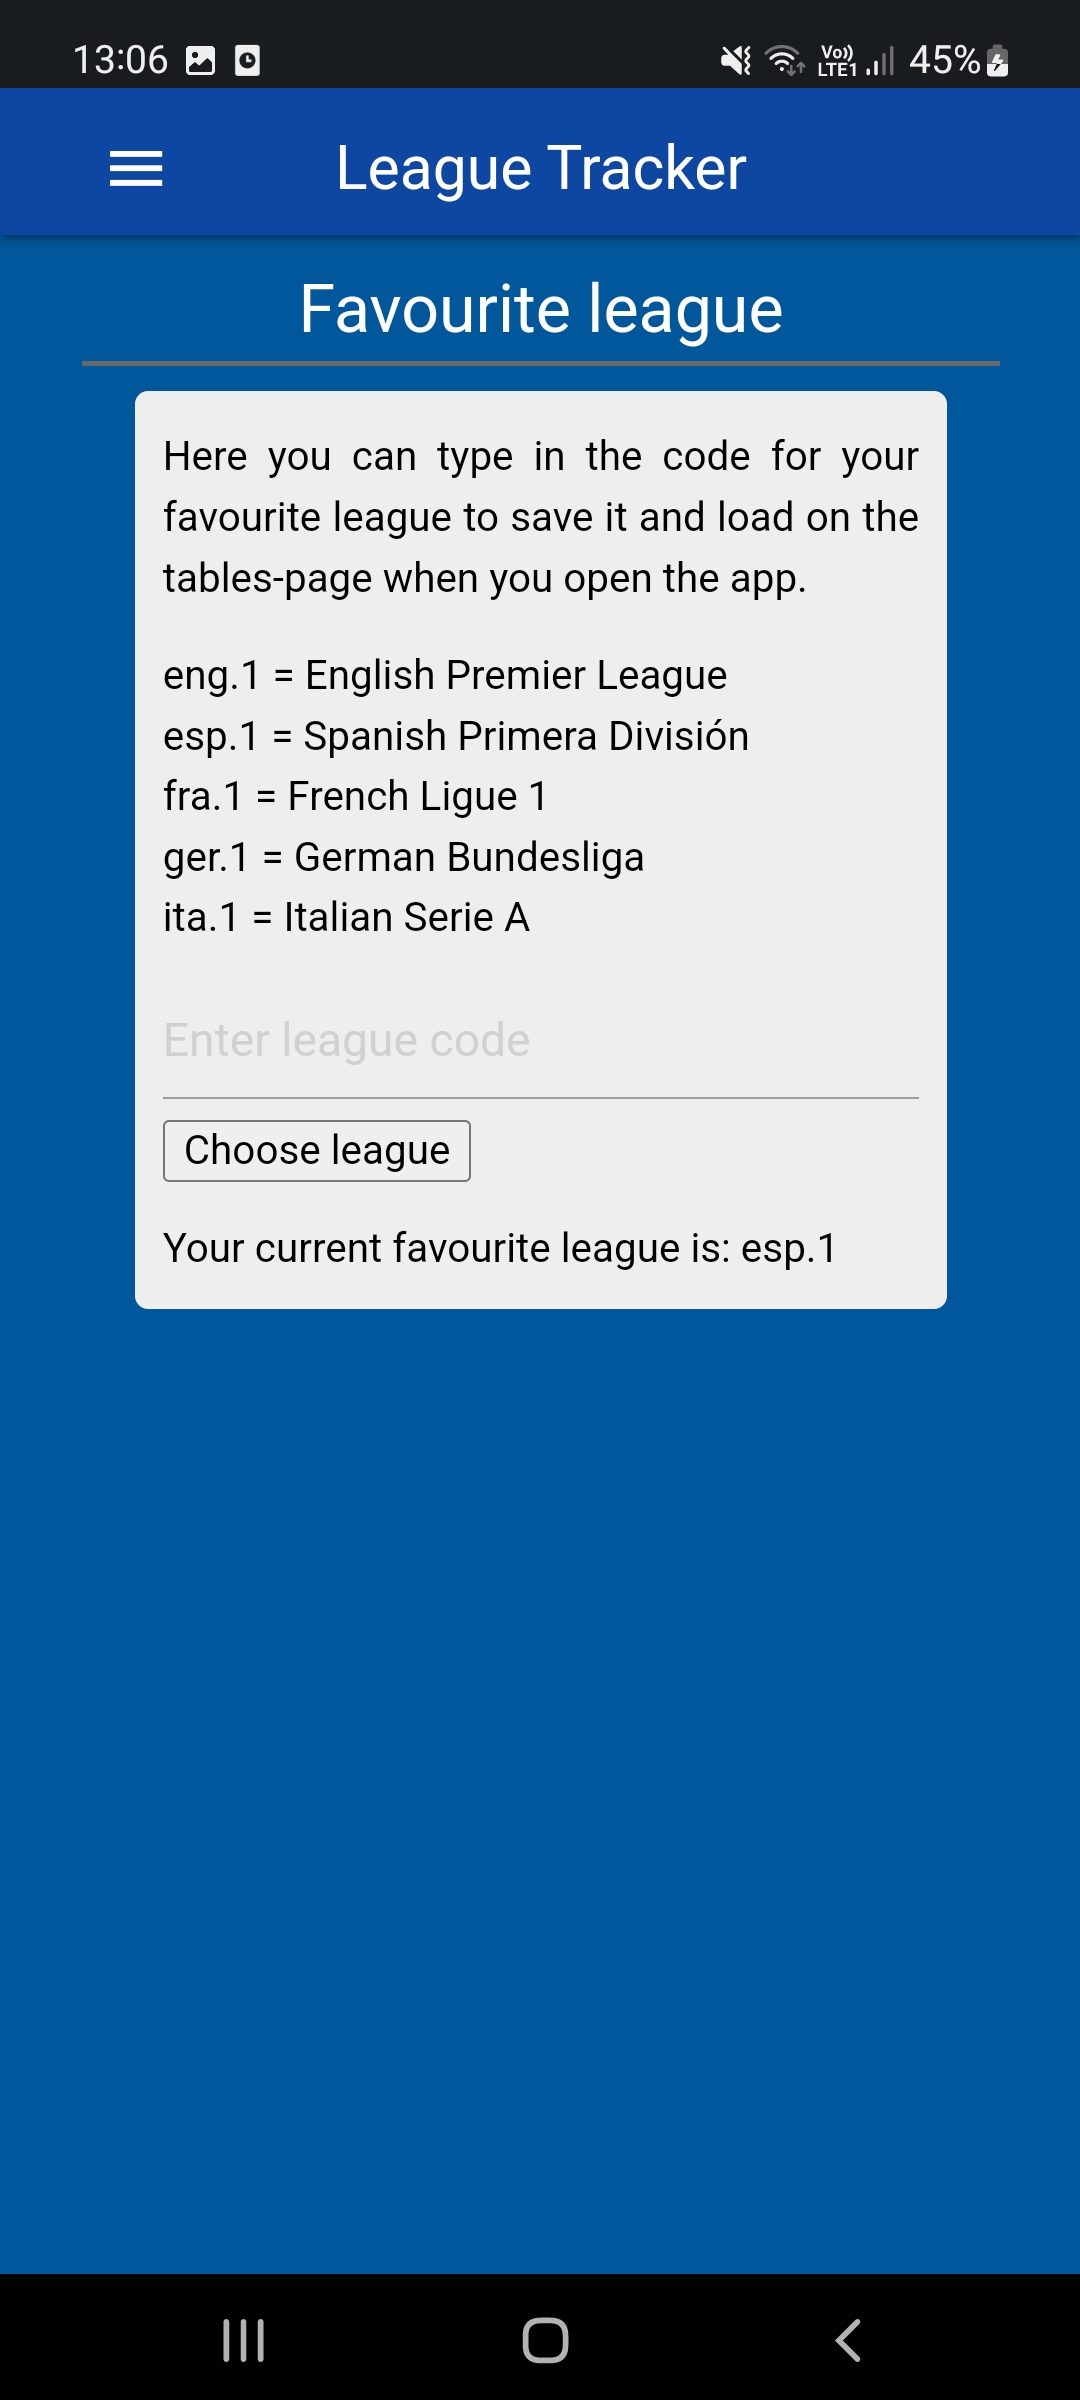 13:06
Vo)) LTE1 45%
League Tracker
Favourite league
Here you can type in the code for your
favourite league to save it and load on the
tables-page when you open the app.
eng.1 = English Premier League
esp.1 = Spanish Primera División
fra.1 = French Ligue 1
ger.1 = German Bundesliga
ita.1 = Italian Serie A
Enter league code
Choose league
Your current favourite league is: esp.1